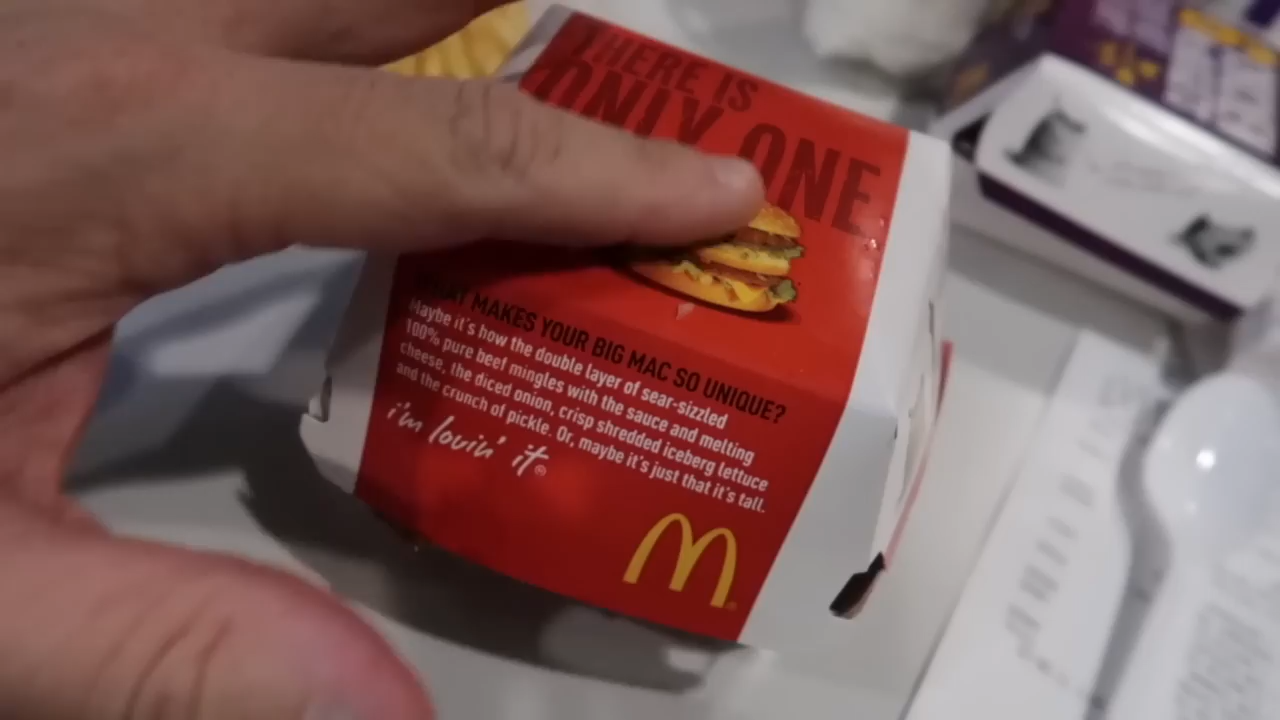 THERE IS
ONLY ONE
WHAT MAKES YOUR BIG MAC SO UNIQUE?
Maybe it's how the double layer of sear-sizzled
100% pure beef mingles with the sauce and melting
cheese, the diced onion, crisp shredded iceberg lettuce
and the crunch of pickle. Or, maybe it's just that it's tall.
i'm lovin' it®